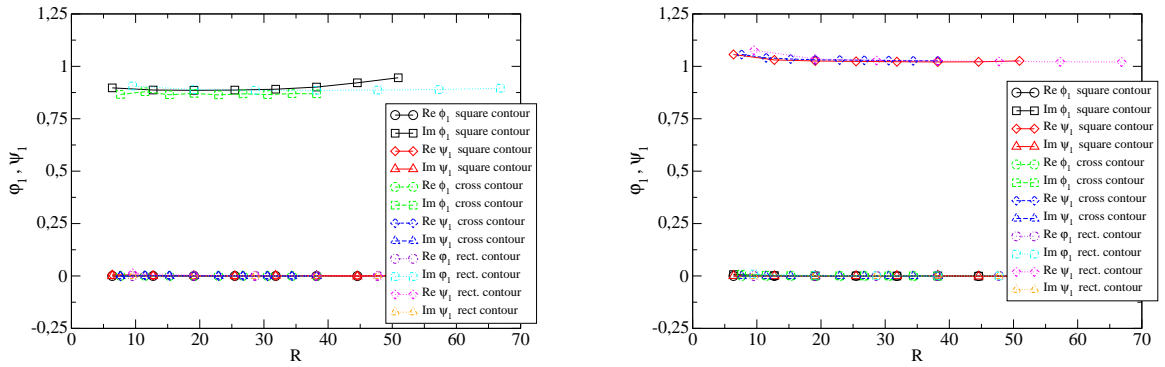 1,25
1
0,75
0,5
0,25
0
-0,25
φ₁ , ψ₁
0 10 20 30 40 50 60 70
R
Re ϕ₁ square contour
Im ϕ₁ square contour
Re ψ₁ square contour
Im ψ₁ square contour
Re ϕ₁ cross contour
Im ϕ₁ cross contour
Re ψ₁ cross contour
Im ψ₁ cross contour
Re φ₁ rect. contour
Im ϕ₁ rect. contour
Re ψ₁ rect. contour
Im ψ₁ rect contour
1,25
1
0,75
0,5
0,25
0
-0,25
φ₁ , ψ₁
0 10 20 30 40 50 60 70
R
Re ϕ₁ square contour
Im ϕ₁ square contour
Re ψ₁ square contour
Im ψ₁ square contour
Re ϕ₁ cross contour
Im ϕ₁ cross contour
Re ψ₁ cross contour
Im ψ₁ cross contour
Re φ₁ rect. contour
Im ϕ₁ rect. contour
Re ψ₁ rect. contour
Im ψ₁ rect. contour